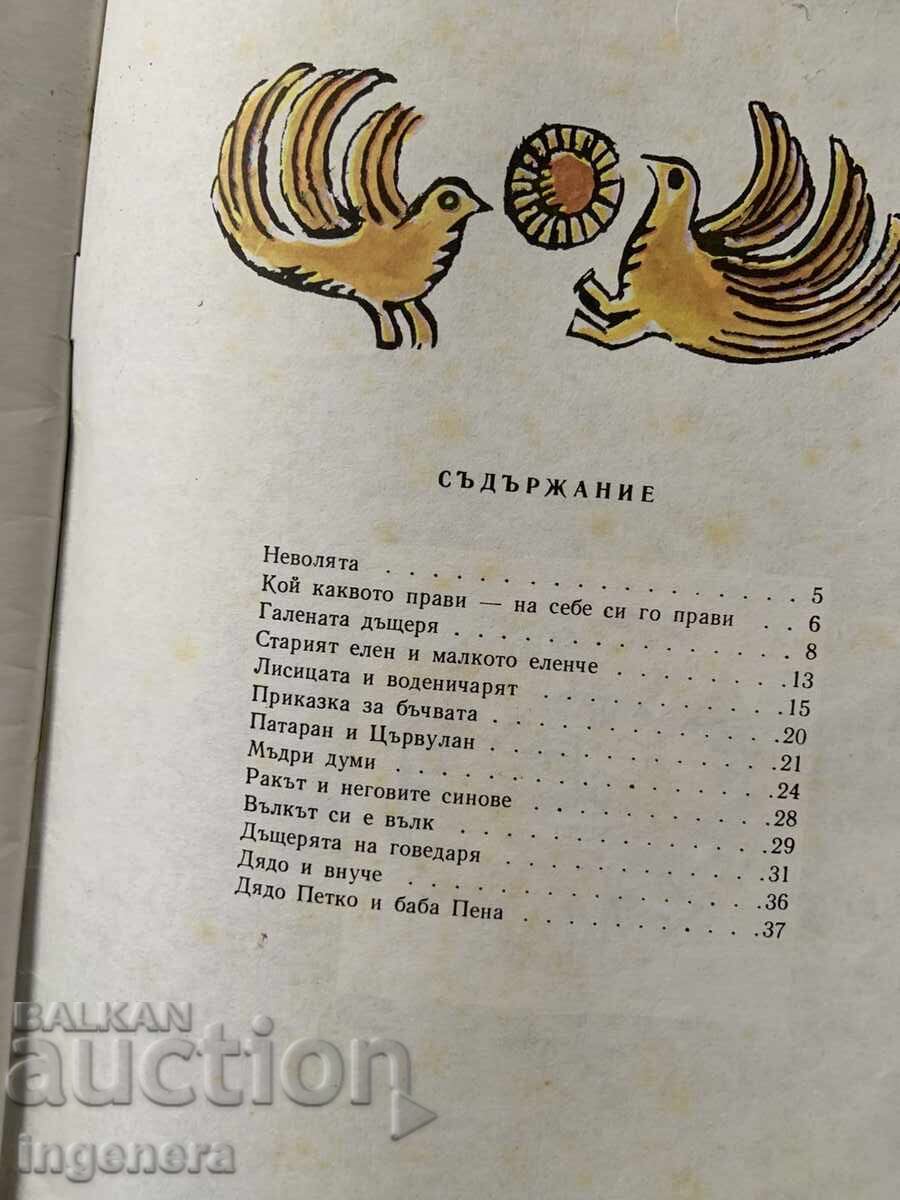 СЪДЪРЖАНИЕ
Неволята . . . . . . . . . . . . . . . 5
Кой каквото прави — на себе си го прави . . 6
Галената дъщеря . . . . . . . . . . . . . 8
Старият елен и малкото еленче . . . . . . . 13
Лисицата и воденичарят . . . . . . . . . . 15
Приказка за бъчвата . . . . . . . . . . . 20
Патаран и Цървулан . . . . . . . . . . . 21
Мъдри думи . . . . . . . . . . . . . . 24
Ракът и неговите синове . . . . . . . . . 28
Вълкът си е вълк . . . . . . . . . . . . 29
Дъщерята на говедаря . . . . . . . . . . 31
Дядо и внуче . . . . . . . . . . . . . 36
Дядо Петко и баба Пена . . . . . . . . . 37
BALKAN
auction
ingenera